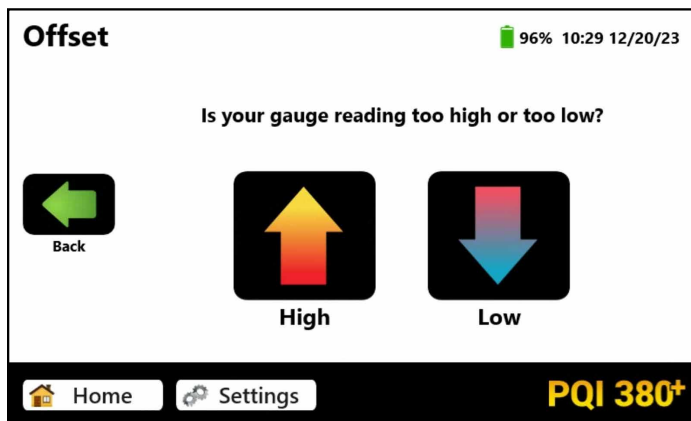 Offset
96% 10:29 12/20/23
Is your gauge reading too high or too low?
Back
High
Low
Home
Settings
PQI 380+